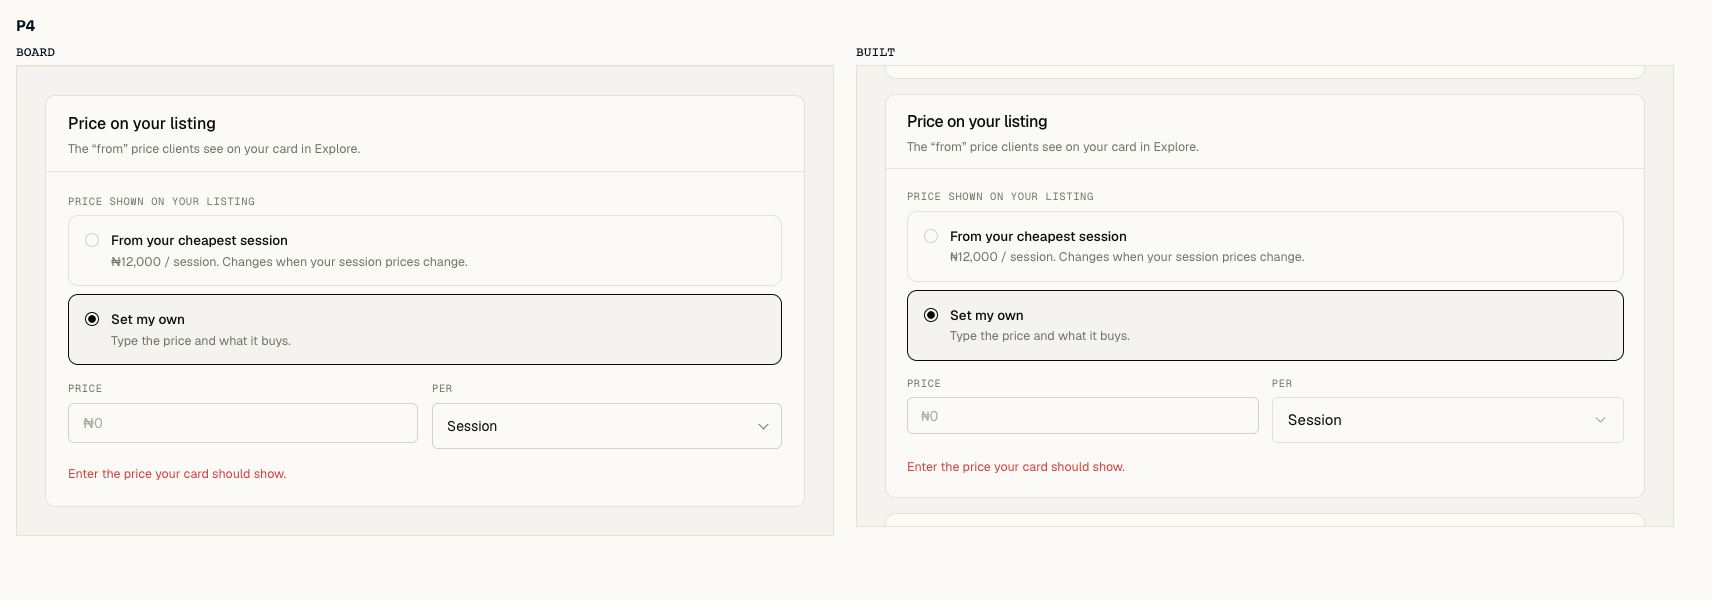 P4
BOARD
Price on your listing
The “from” price clients see on your card in Explore.
PRICE SHOWN ON YOUR LISTING
From your cheapest session
₦12,000 / session. Changes when your session prices change.
Set my own
Type the price and what it buys.
PRICE
PER
₦0
Session
Enter the price your card should show.
BUILT
Price on your listing
The “from” price clients see on your card in Explore.
PRICE SHOWN ON YOUR LISTING
From your cheapest session
₦12,000 / session. Changes when your session prices change.
Set my own
Type the price and what it buys.
PRICE
PER
₦0
Session
Enter the price your card should show.